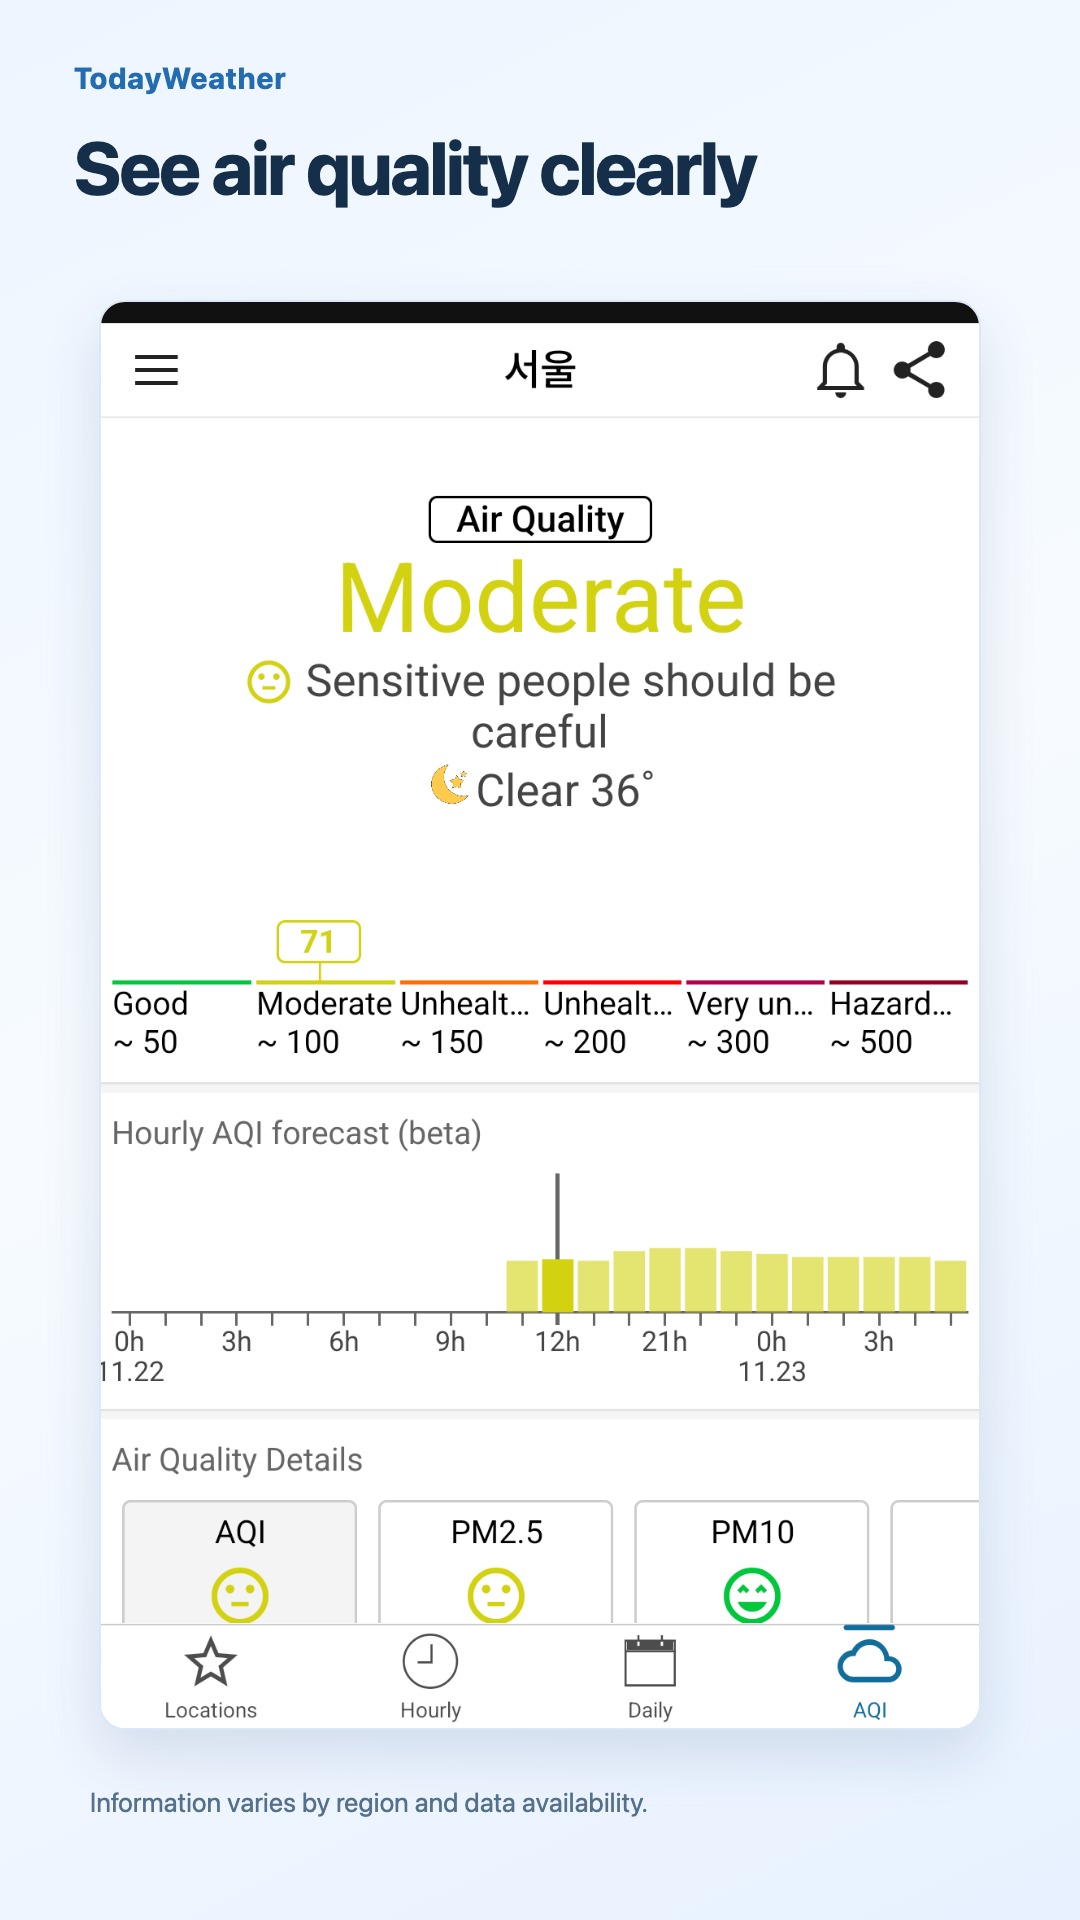 TodayWeather
See air quality clearly
서울
Air Quality
Moderate
Sensitive people should be
careful
Clear 36°
71
Good Moderate Unhealt... Unhealt... Very un... Hazard...
~ 50 ~ 100 ~ 150 ~ 200 ~ 300 ~ 500
Hourly AQI forecast (beta)
0h 3h 6h 9h 12h 21h 0h 3h
11.22 11.23
Air Quality Details
AQI PM2.5 PM10
Locations Hourly Daily AQI
Information varies by region and data availability.